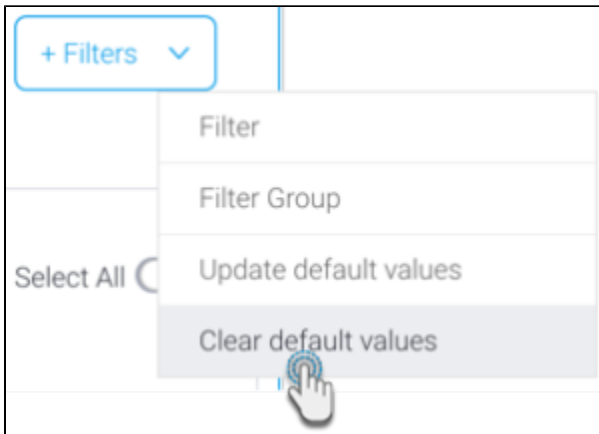 + Filters
Filter
Filter Group
Select All
Update default values
Clear default values